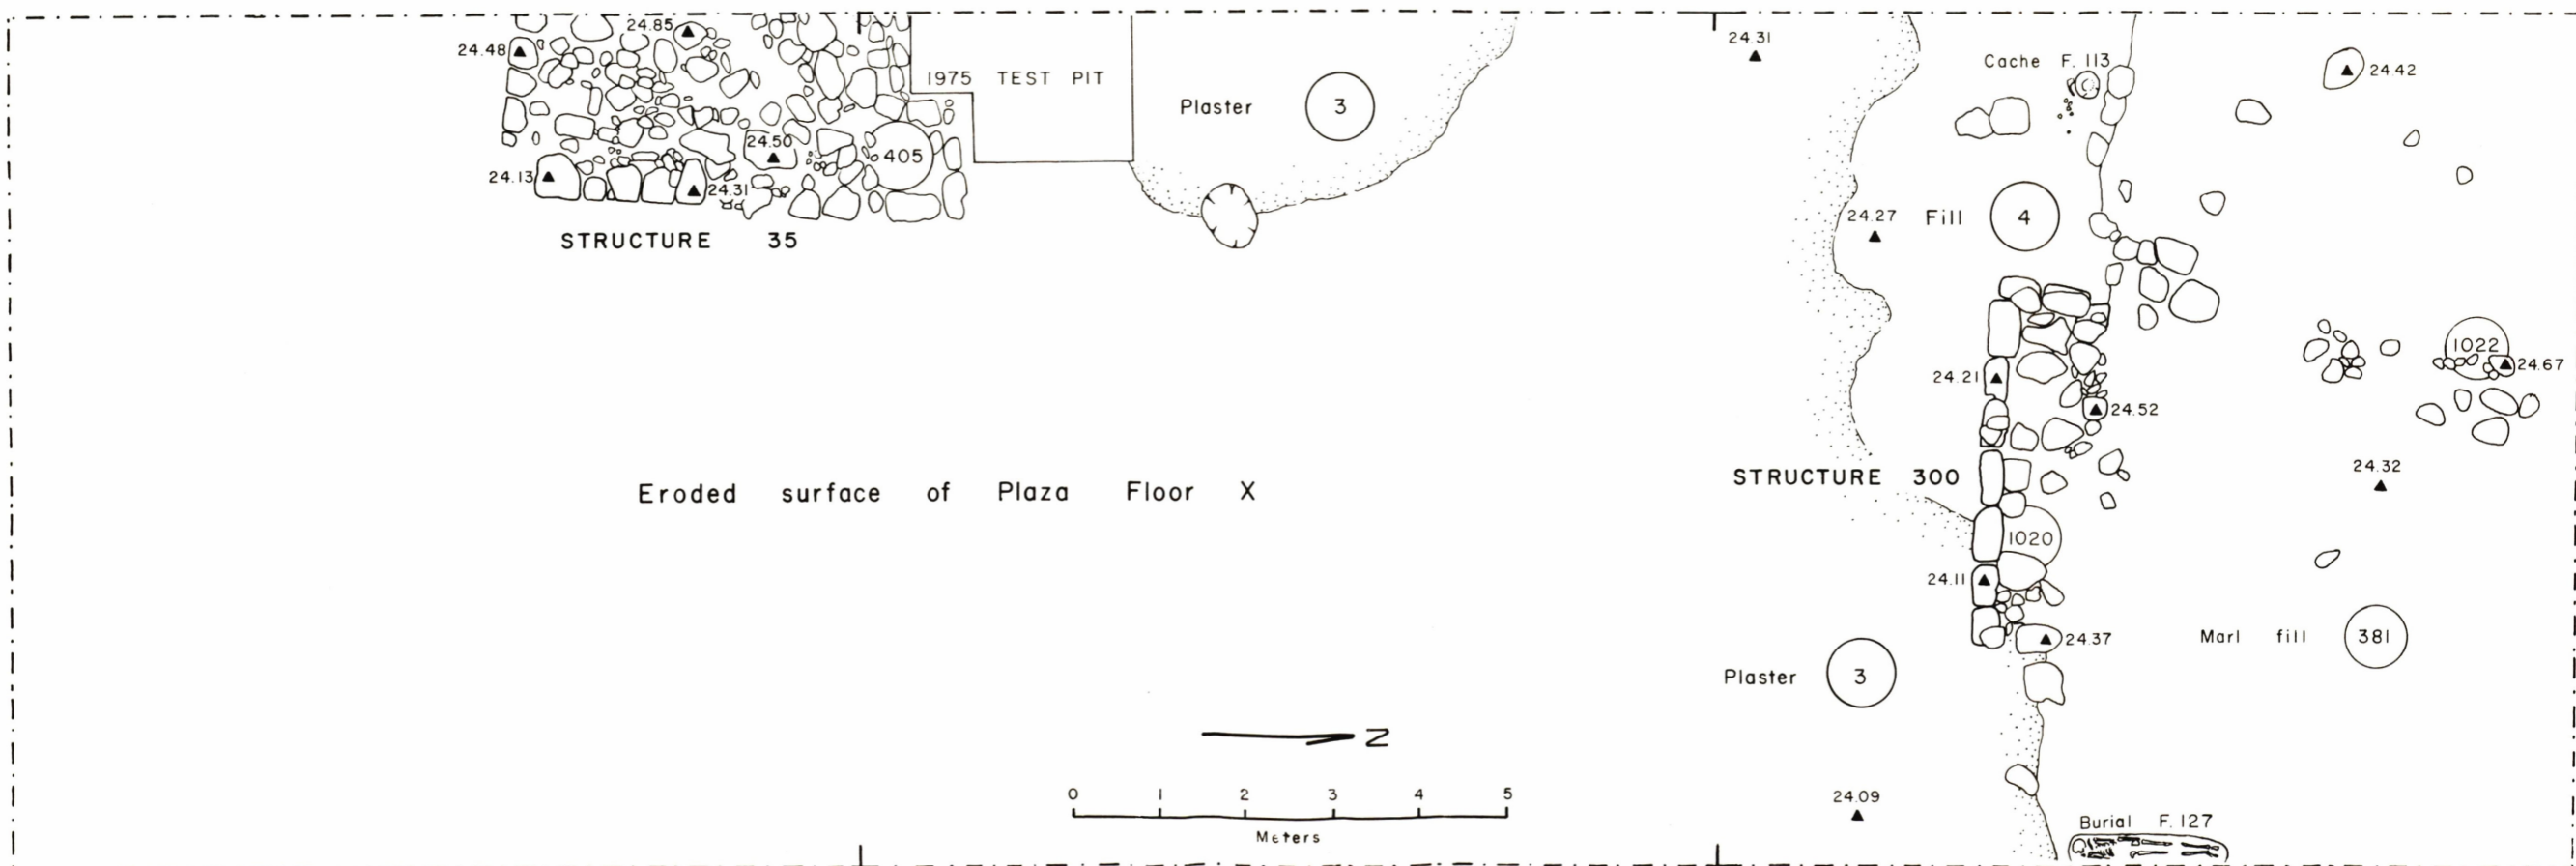 24.85
24.48
24.31
Cache F. 113
24.42
1975 TEST PIT
Plaster 3
24.50
405
24.13
24.31
24.27 Fill 4
STRUCTURE 35
1022
24.67
24.21
24.52
24.32
STRUCTURE 300
Eroded surface of Plaza Floor X
1020
24.11
24.37
Marl fill 381
Plaster 3
N
0 1 2 3 4 5
Meters
24.09
Burial F. 127